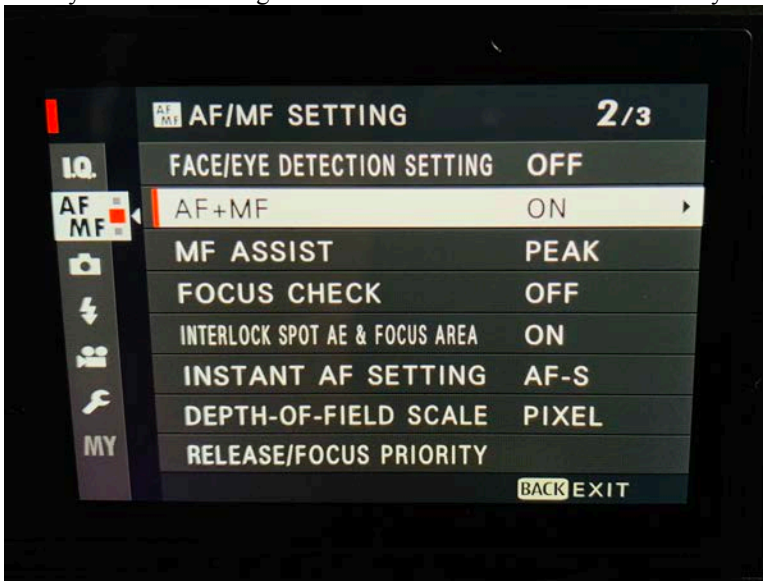 AF MF AF/MF SETTING 2/3
I.Q.
FACE/EYE DETECTION SETTING OFF
AF MF
AF+MF ON
MF ASSIST PEAK
FOCUS CHECK OFF
INTERLOCK SPOT AE & FOCUS AREA ON
INSTANT AF SETTING AF-S
DEPTH-OF-FIELD SCALE PIXEL
MY
RELEASE/FOCUS PRIORITY
BACK EXIT